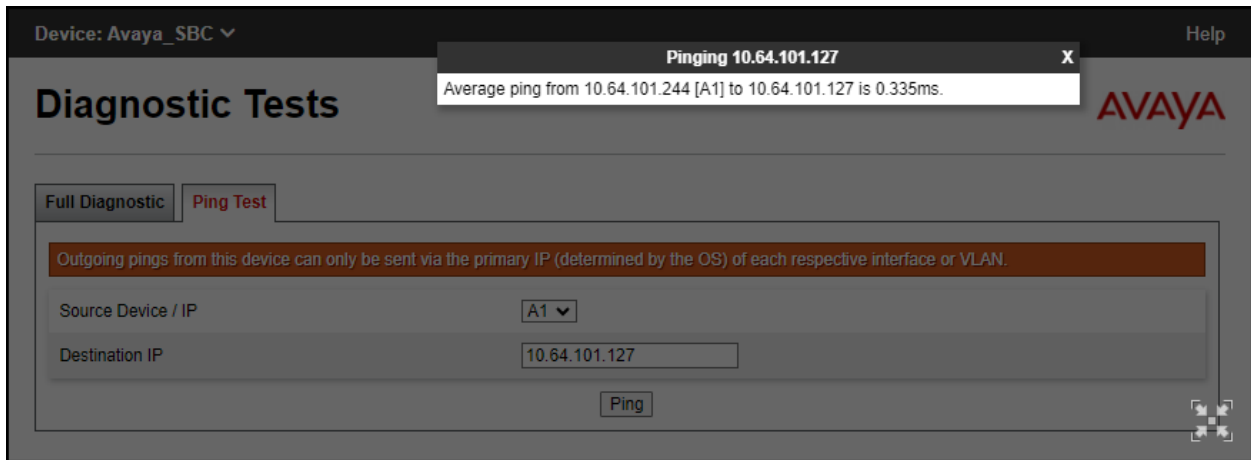 Device: Avaya_SBC
Help
Pinging 10.64.101.127 X
Average ping from 10.64.101.244 [A1] to 10.64.101.127 is 0.335ms.
Diagnostic Tests
AVAYA
Full Diagnostic
Ping Test
Outgoing pings from this device can only be sent via the primary IP (determined by the OS) of each respective interface or VLAN.
Source Device / IP A1
Destination IP 10.64.101.127
Ping